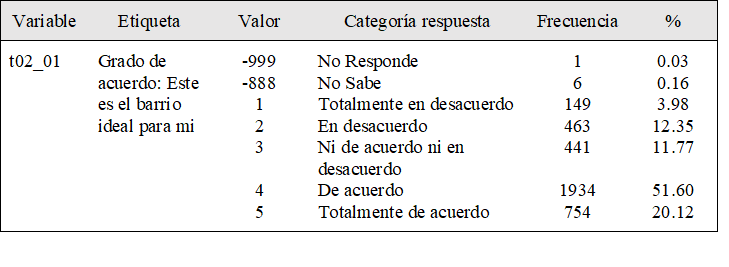 Variable Etiqueta Valor Categoría respuesta Frecuencia %
t02_01 Grado de -999 No Responde 1 0.03
acuerdo: Este -888 No Sabe 6 0.16
es el barrio 1 Totalmente en desacuerdo 149 3.98
ideal para mi 2 En desacuerdo 463 12.35
3 Ni de acuerdo ni en 441 11.77
desacuerdo
4 De acuerdo 1934 51.60
5 Totalmente de acuerdo 754 20.12